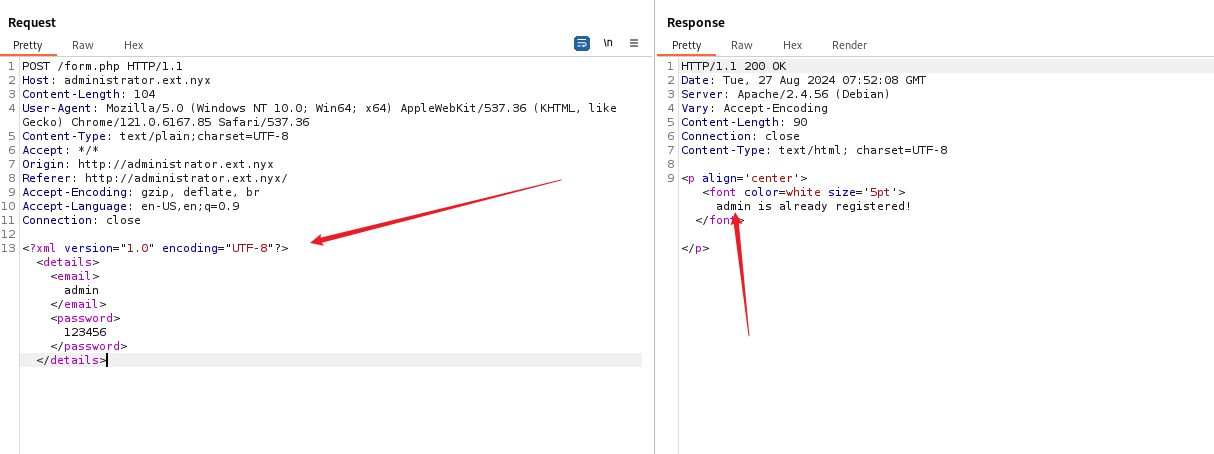 Request
Pretty Raw Hex
\n
1 POST /form.php HTTP/1.1
2 Host: administrator.ext.nyx
3 Content-Length: 104
4 User-Agent: Mozilla/5.0 (Windows NT 10.0; Win64; x64) AppleWebKit/537.36 (KHTML, like
Gecko) Chrome/121.0.6167.85 Safari/537.36
5 Content-Type: text/plain;charset=UTF-8
6 Accept: */*
7 Origin: http://administrator.ext.nyx
8 Referer: http://administrator.ext.nyx/
9 Accept-Encoding: gzip, deflate, br
10 Accept-Language: en-US,en;q=0.9
11 Connection: close
12
13 <?xml version="1.0" encoding="UTF-8"?>
<details>
<email>
admin
</email>
<password>
123456
</password>
</details>
Response
Pretty Raw Hex Render
1 HTTP/1.1 200 OK
2 Date: Tue, 27 Aug 2024 07:52:08 GMT
3 Server: Apache/2.4.56 (Debian)
4 Vary: Accept-Encoding
5 Content-Length: 90
6 Connection: close
7 Content-Type: text/html; charset=UTF-8
8
9 <p align='center'>
<font color=white size='5pt'>
admin is already registered!
</font>
</p>